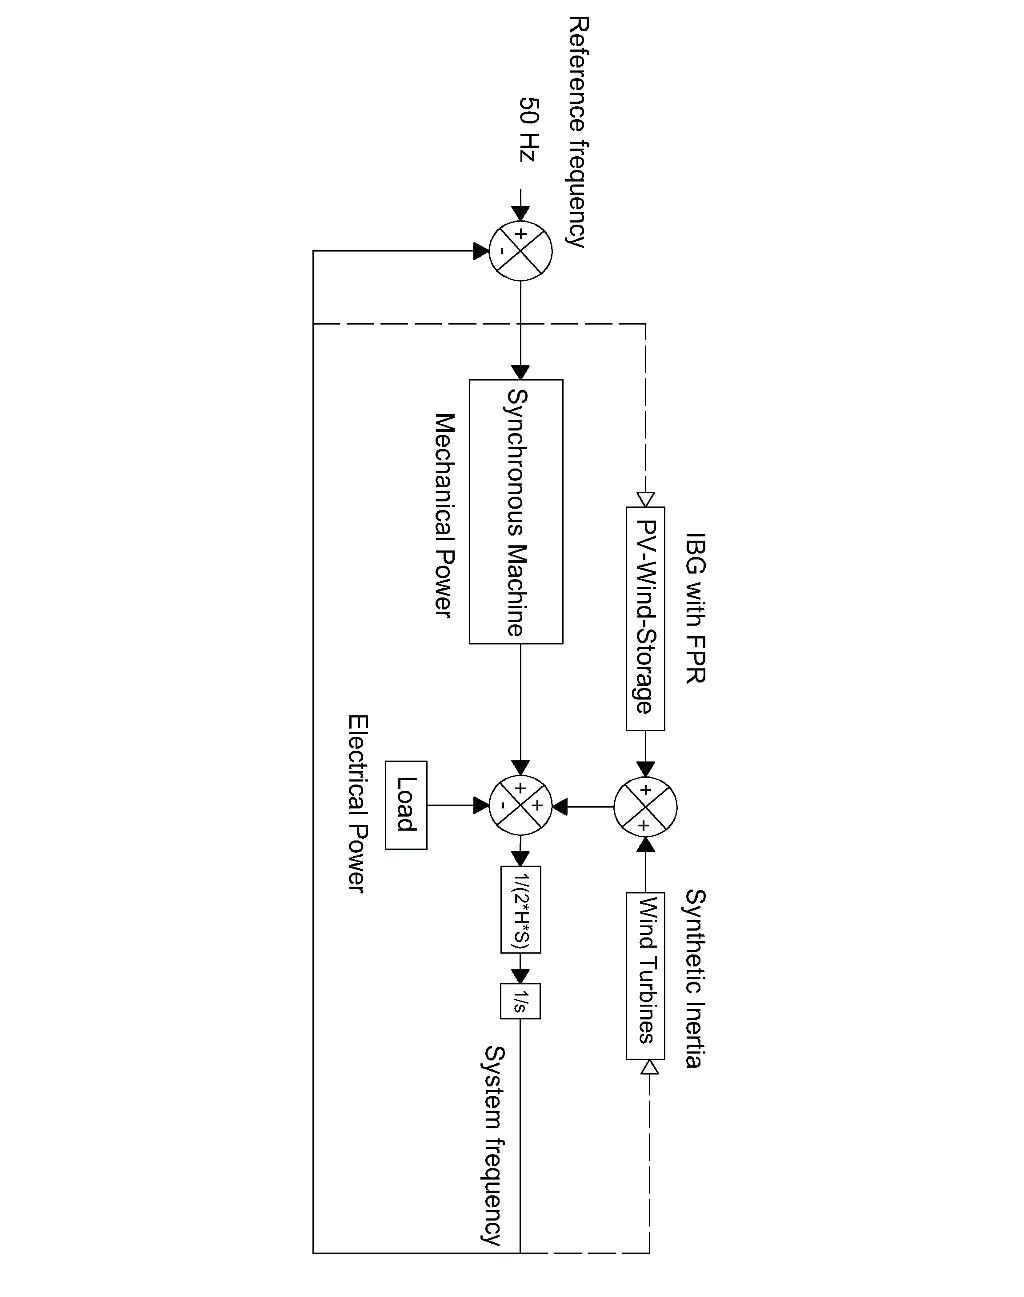 Reference frequency
50 Hz
+
-
IBG with FPR
PV-Wind-Storage
Synchronous Machine
Mechanical Power
+
+
Synthetic Inertia
Wind Turbines
+
+
-
Load
Electrical Power
1/(2*H*S)
1/s
System frequency